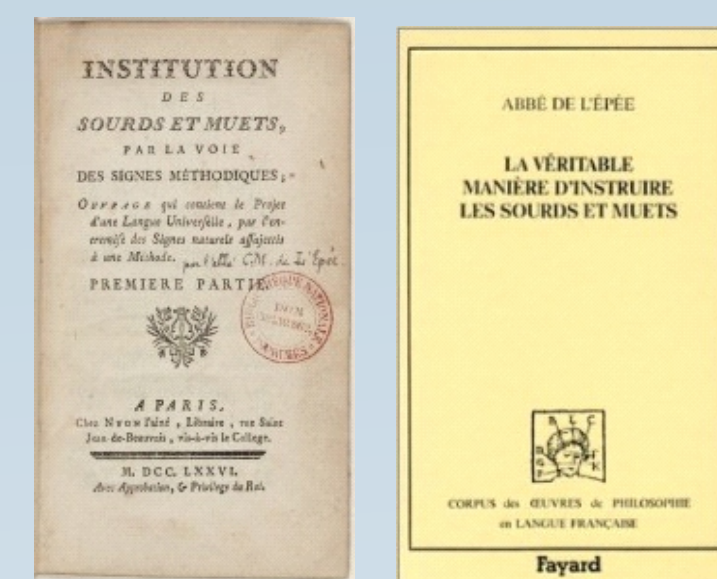 INSTITUTION
DES
SOURDS ET MUETS,
PAR LA VOIE
DES SIGNES MÉTHODIQUES;
OUVRAGE qui contient le Projet
d'une Langue Universelle, par l'en-
tremise des Signes naturels assujettis
à une Méthode. par l'abbé C.M. de L'Epée.
PREMIERE PARTIE.
A PARIS,
Chez NYON l'aîné, Libraire, rue Saint
Jean-de-Beauvais, vis-à-vis le College.
M. DCC. LXXVI.
Avec Approbation, & Privilege du Roi.
ABBÉ DE L'ÉPÉE
LA VÉRITABLE
MANIÈRE D'INSTRUIRE
LES SOURDS ET MUETS
CORPUS des ŒUVRES de PHILOSOPHIE
en LANGUE FRANÇAISE
Fayard